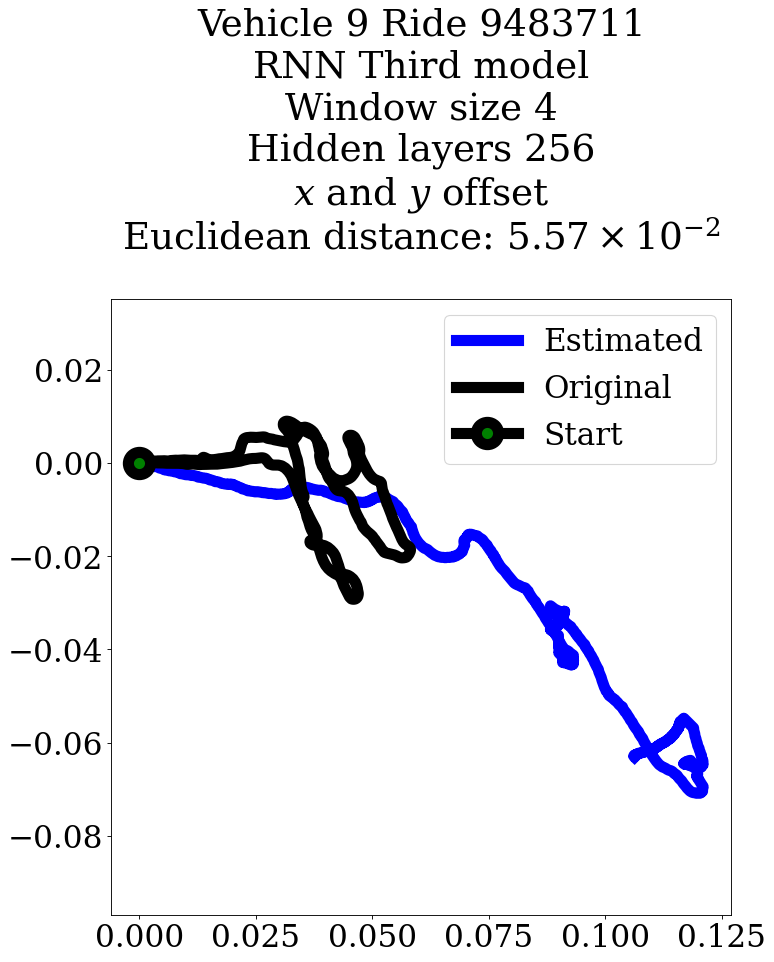 Vehicle 9 Ride 9483711
RNN Third model
Window size 4
Hidden layers 256
x and y offset
Euclidean distance: 5.57 × 10⁻²
Estimated
Original
Start
0.02
0.00
−0.02
−0.04
−0.06
−0.08
0.000 0.025 0.050 0.075 0.100 0.125